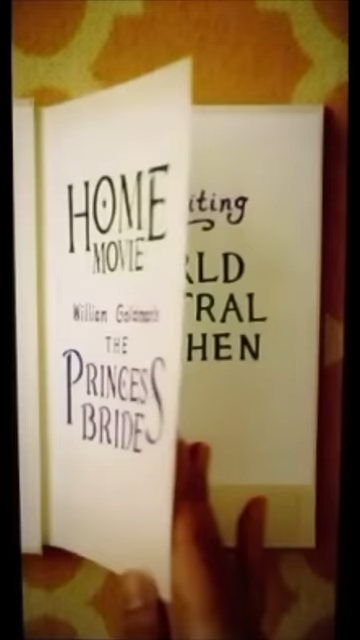 HOME
MOVIE
William Goldman's
THE
PRINCESS
BRIDE
iting
RLD
TRAL
HEN